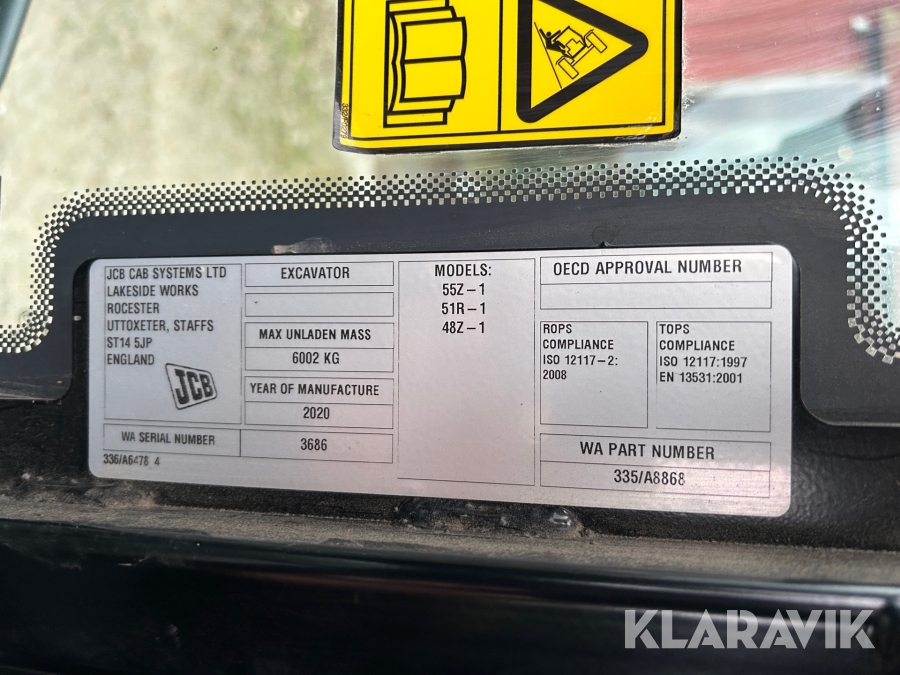 JCB CAB SYSTEMS LTD
LAKESIDE WORKS
ROCESTER
UTTOXETER, STAFFS
ST14 5JP
ENGLAND
JCB
WA SERIAL NUMBER
336/A6478 4
EXCAVATOR
MAX UNLADEN MASS
6002 KG
YEAR OF MANUFACTURE
2020
3686
MODELS:
55Z-1
51R-1
48Z-1
OECD APPROVAL NUMBER
ROPS
COMPLIANCE
ISO 12117-2:
2008
TOPS
COMPLIANCE
ISO 12117:1997
EN 13531:2001
WA PART NUMBER
335/A8868
KLARAVIK